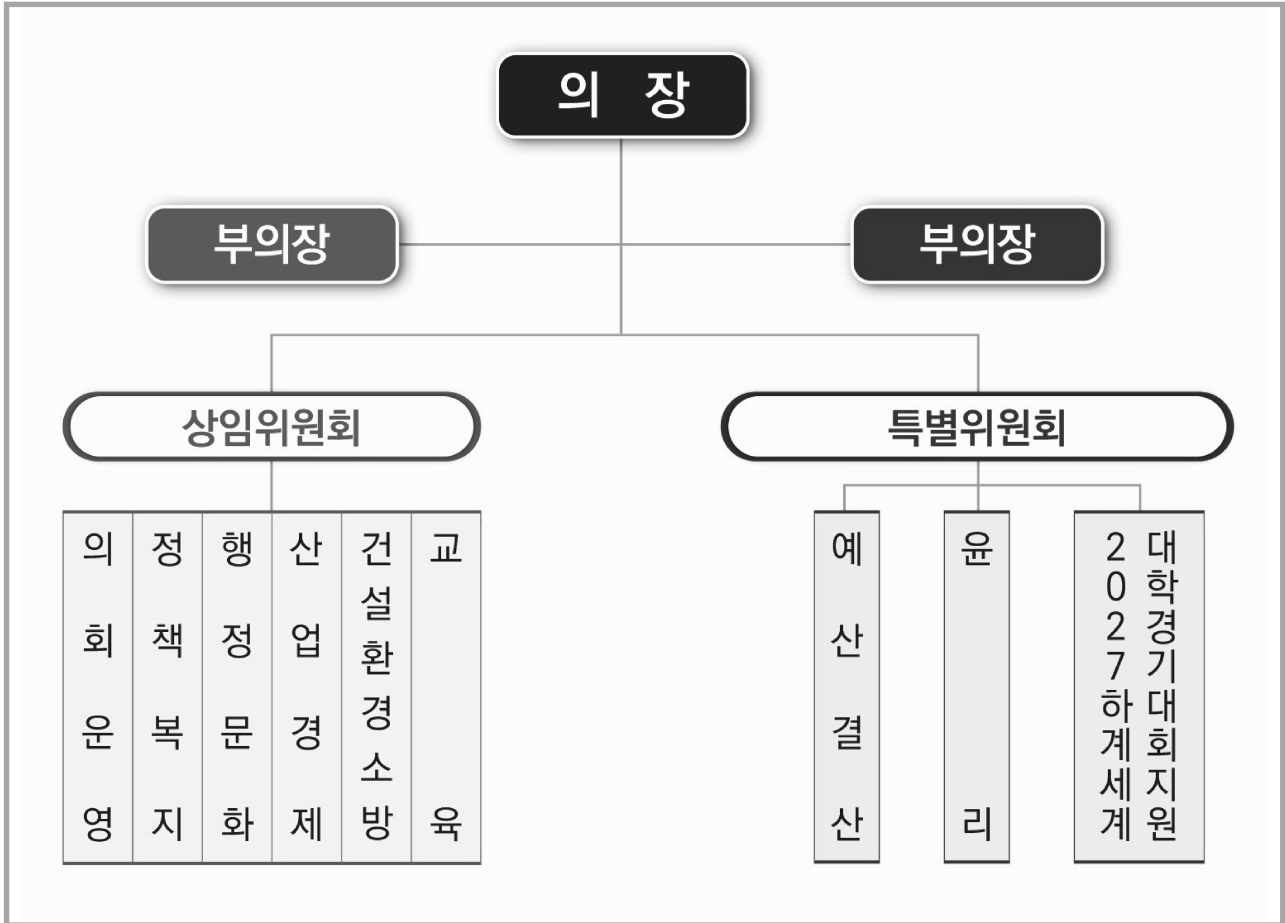 의 장
부의장
부의장
상임위원회
특별위원회
의회운영
정책복지
행정문화
산업경제
건설환경소방
교육
예산결산
윤리
2027하계세계
대학경기대회지원